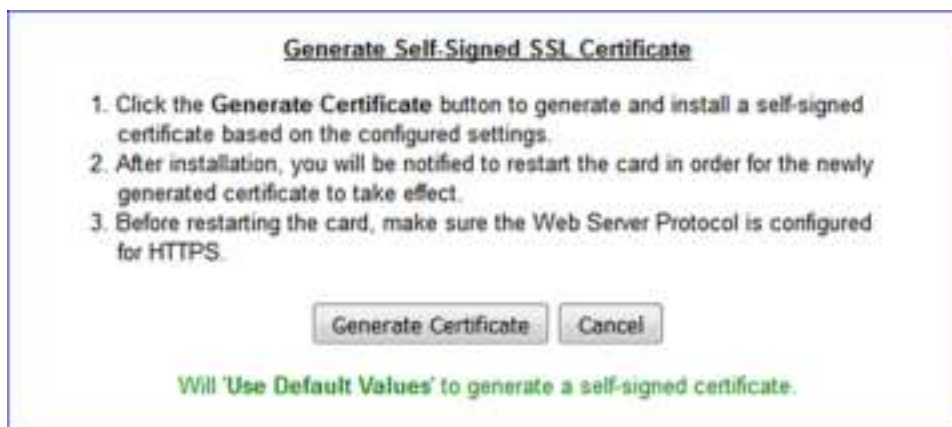 Generate Self-Signed SSL Certificate
1. Click the Generate Certificate button to generate and install a self-signed
certificate based on the configured settings.
2. After installation, you will be notified to restart the card in order for the newly
generated certificate to take effect.
3. Before restarting the card, make sure the Web Server Protocol is configured
for HTTPS.
Generate Certificate Cancel
Will 'Use Default Values' to generate a self-signed certificate.